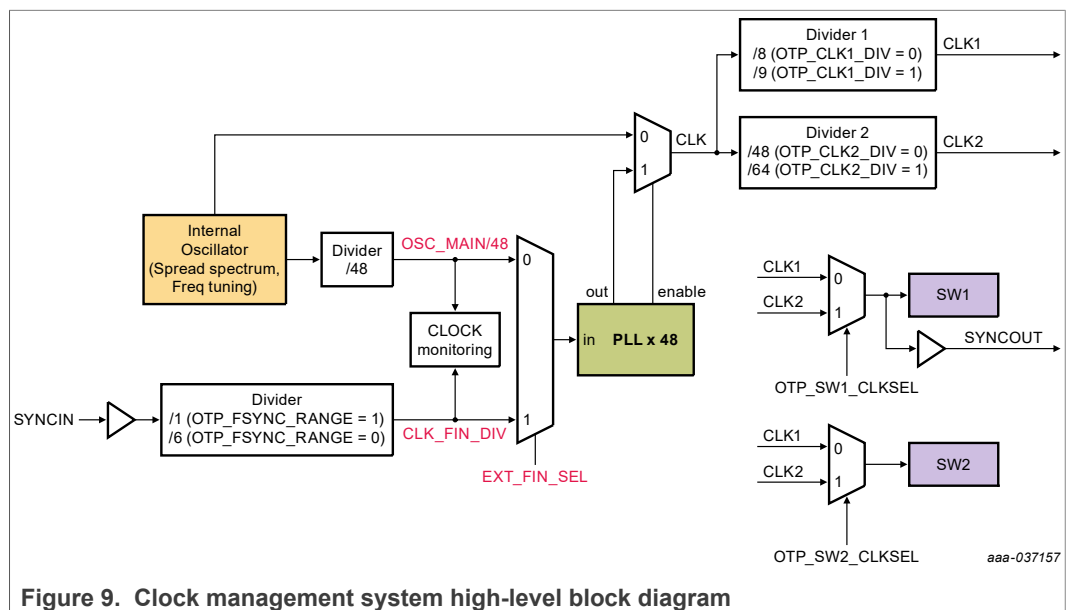 Divider 1
/8 (OTP_CLK1_DIV = 0)
/9 (OTP_CLK1_DIV = 1)
CLK1
0
1
CLK
Divider 2
/48 (OTP_CLK2_DIV = 0)
/64 (OTP_CLK2_DIV = 1)
CLK2
Internal
Oscillator
(Spread spectrum,
Freq tuning)
Divider
/48
OSC_MAIN/48
0
CLOCK
monitoring
out
enable
in
PLL x 48
SYNCIN
Divider
/1 (OTP_FSYNC_RANGE = 1)
/6 (OTP_FSYNC_RANGE = 0)
CLK_FIN_DIV
1
EXT_FIN_SEL
CLK1
0
CLK2
1
SW1
SYNCOUT
OTP_SW1_CLKSEL
CLK1
0
CLK2
1
SW2
OTP_SW2_CLKSEL
aaa-037157
Figure 9. Clock management system high-level block diagram